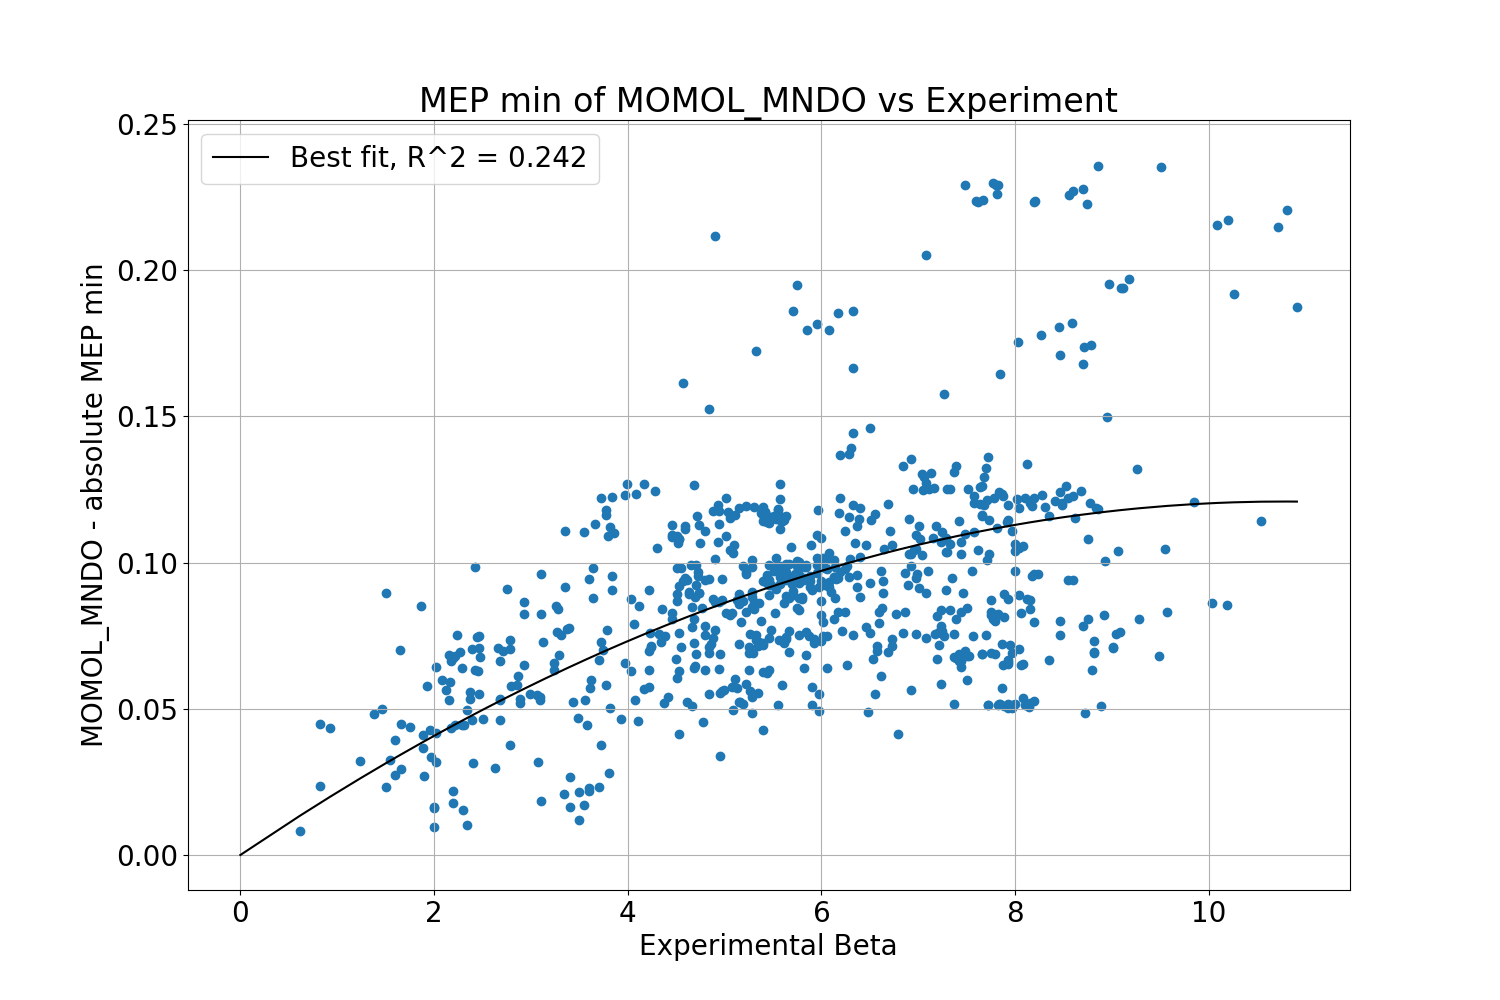 MEP min of MOMOL_MNDO vs Experiment
Best fit, R^2 = 0.242
MOMOL_MNDO - absolute MEP min
0.25
0.20
0.15
0.10
0.05
0.00
0 2 4 6 8 10
Experimental Beta